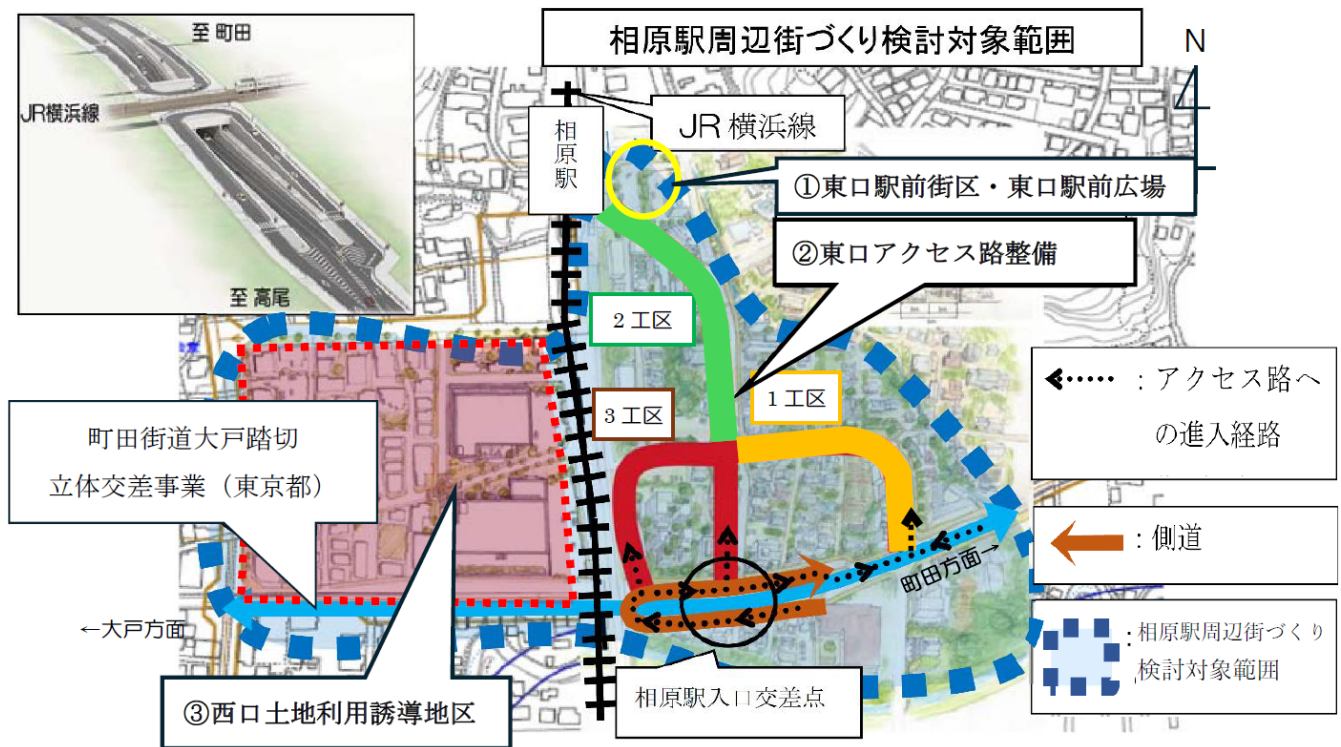 相原駅周辺街づくり検討対象範囲
N
至 町田
JR横浜線
至 高尾
相原駅
JR 横浜線
①東口駅前街区・東口駅前広場
②東口アクセス路整備
2工区
3工区
1工区
町田街道大戸踏切
立体交差事業（東京都）
：アクセス路へ
の進入経路
：側道
：相原駅周辺街づくり
検討対象範囲
町田方面→
←大戸方面
③西口土地利用誘導地区
相原駅入口交差点